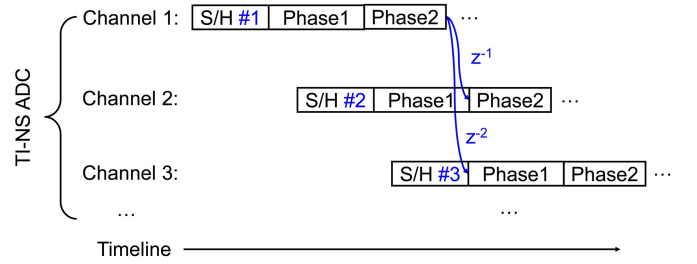 TI-NS ADC
Channel 1: S/H #1 Phase1 Phase2 ...
z-1
Channel 2: S/H #2 Phase1 Phase2 ...
z-2
Channel 3: S/H #3 Phase1 Phase2 ...
... ...
Timeline